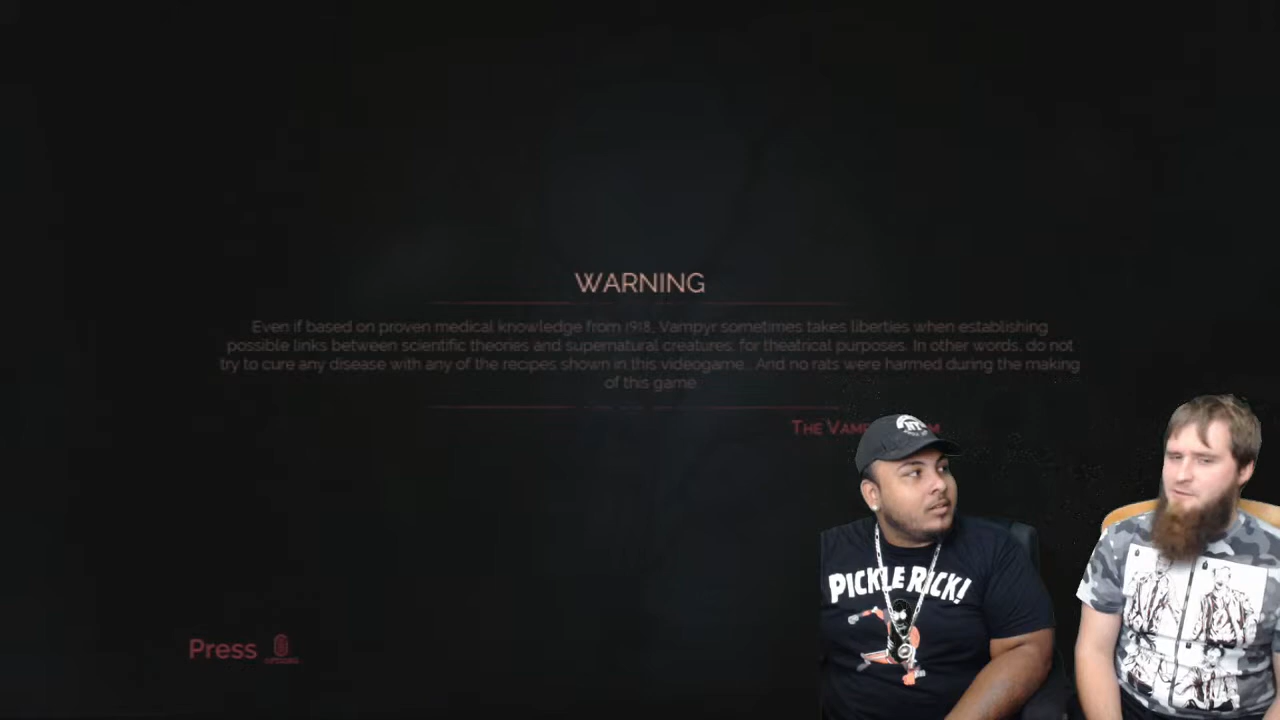 WARNING
Even if based on proven medical knowledge from 1918, Vampyr sometimes takes liberties when establishing
possible links between scientific theories and supernatural creatures, for theatrical purposes. In other words, do not
try to cure any disease with any of the recipes shown in this videogame... And no rats were harmed during the making
of this game.
The
PICKLE RICK!
Press
OPTIONS